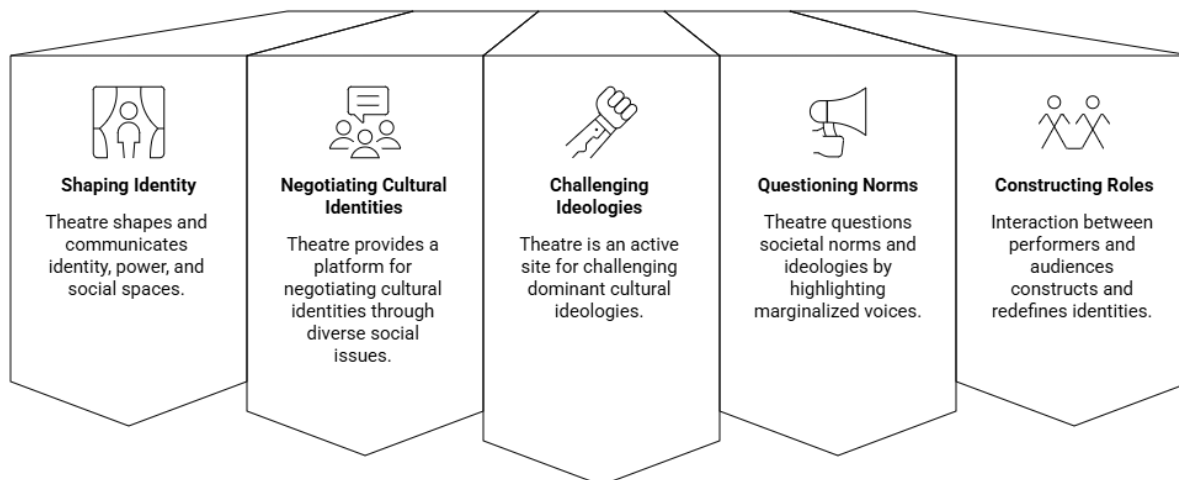 Shaping Identity
Theatre shapes and
communicates
identity, power, and
social spaces.
Negotiating Cultural
Identities
Theatre provides a
platform for
negotiating cultural
identities through
diverse social
issues.
Challenging
Ideologies
Theatre is an active
site for challenging
dominant cultural
ideologies.
Questioning Norms
Theatre questions
societal norms and
ideologies by
highlighting
marginalized voices.
Constructing Roles
Interaction between
performers and
audiences
constructs and
redefines identities.